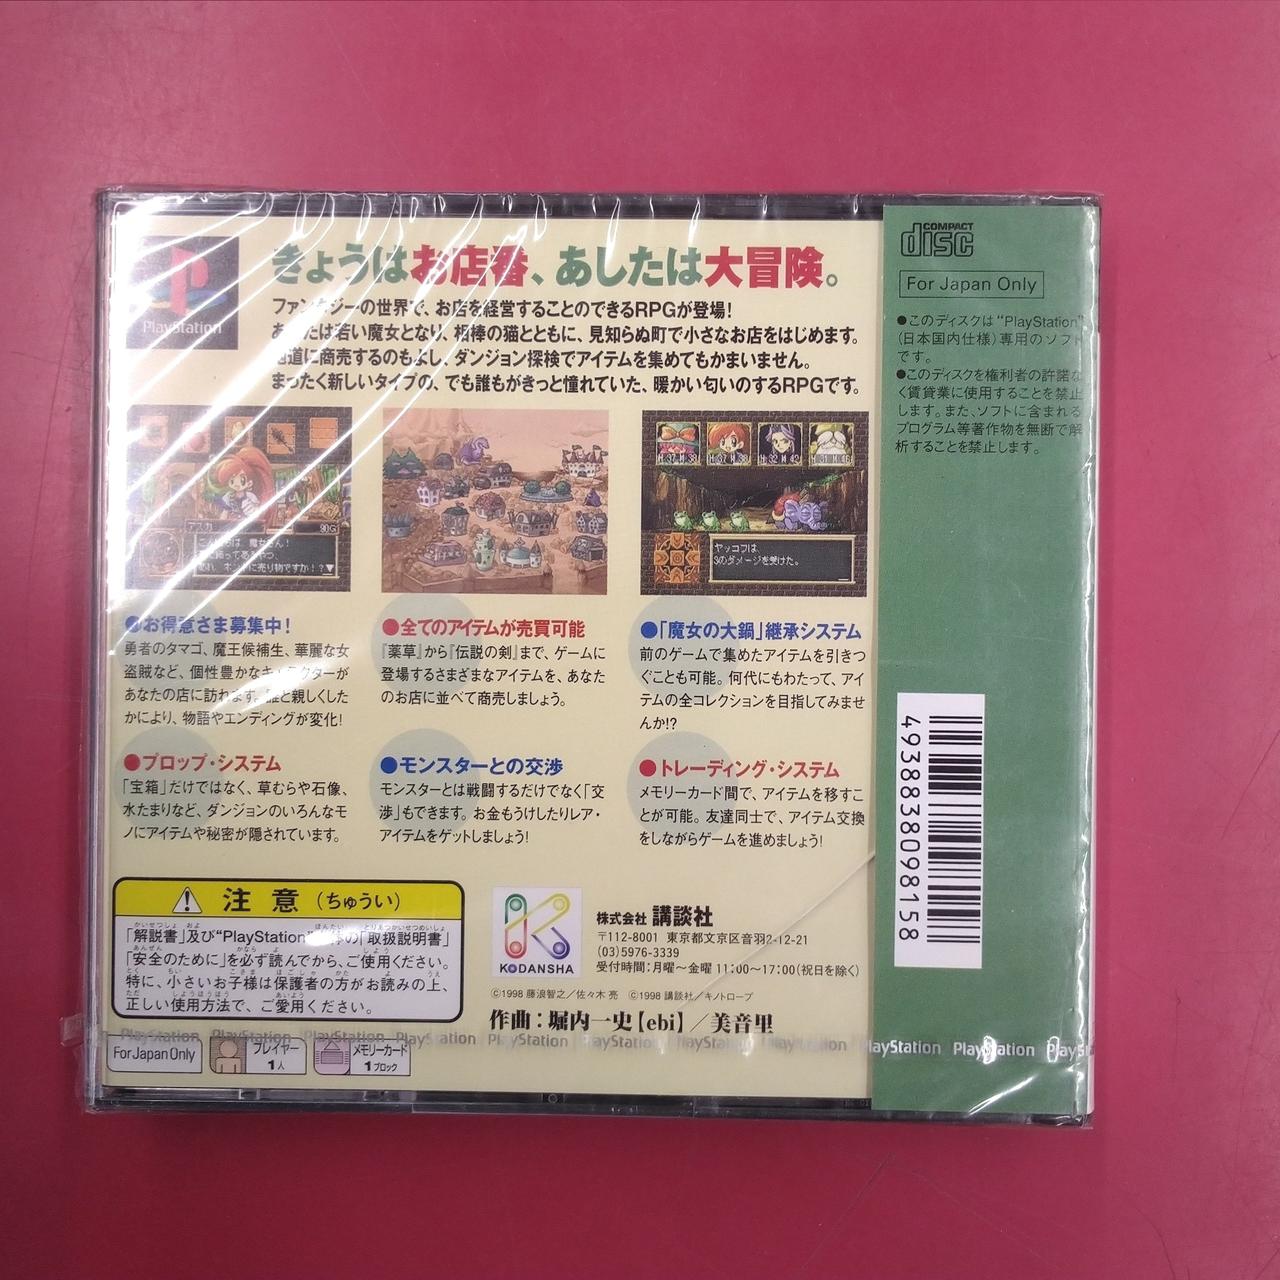 PlayStation
きょうはお店番、あしたは大冒険。
ファンタジーの世界で、お店を経営することのできるRPGが登場!
あなたは若い魔女となり、相棒の猫とともに、見知らぬ町で小さなお店をはじめます。
地道に商売するのもよし、ダンジョン探検でアイテムを集めてもかまいません。
まったく新しいタイプの、でも誰もがきっと憧れていた、暖かい匂いのするRPGです。
アスカ
90G
こんにちは、魔女さん!
ホントに売り物ですか!?▼
H 37 M 38
H 37 M 38
H 32 M 42
ヤッコフは、
3のダメージを受けた。
●お得意さま募集中!
勇者のタマゴ、魔王候補生、華麗な女
盗賊など、個性豊かなキャラクターが
あなたの店に訪れます。誰と親しくした
かにより、物語やエンディングが変化!
●全てのアイテムが売買可能
『薬草』から『伝説の剣』まで、ゲームに
登場するさまざまなアイテムを、あなた
のお店に並べて商売しましょう。
●「魔女の大鍋」継承システム
前のゲームで集めたアイテムを引きつ
ぐことも可能。何代にもわたって、アイ
テムの全コレクションを目指してみませ
んか!?
●プロップ・システム
「宝箱」だけではなく、草むらや石像、
水たまりなど、ダンジョンのいろんなモ
ノにアイテムや秘密が隠されています。
●モンスターとの交渉
モンスターとは戦闘するだけでなく「交
渉」もできます。お金もうけしたりレア・
アイテムをゲットしましょう!
●トレーディング・システム
メモリーカード間で、アイテムを移すこ
とが可能。友達同士で、アイテム交換
をしながらゲームを進めましょう!
注意(ちゅうい)
「解説書」及び“PlayStation”本体の「取扱説明書」
「安全のために」を必ず読んでから、ご使用ください。
特に、小さいお子様は保護者の方がお読みの上、
正しい使用方法で、ご愛用ください。
KODANSHA
株式会社 講談社
〒112-8001 東京都文京区音羽2-12-21
(03)5976-3339
受付時間:月曜〜金曜 11:00〜17:00(祝日を除く)
©1998 藤浪智之/佐々木 亮 ©1998 講談社/キノトロープ
作曲:堀内一史【ebi】/美音里
For Japan Only
プレイヤー
1人
メモリーカード
1ブロック
PlayStation PlayStation PlayStation PlayStation PlayStation PlayStation PlayStation
COMPACT
disc
For Japan Only
●このディスクは“PlayStation”
(日本国内仕様)専用のソフト
です。
●このディスクを権利者の許諾な
く賃貸業に使用することを禁止
します。また、ソフトに含まれる
プログラム等著作物を無断で解
析することを禁止します。
4938838098158